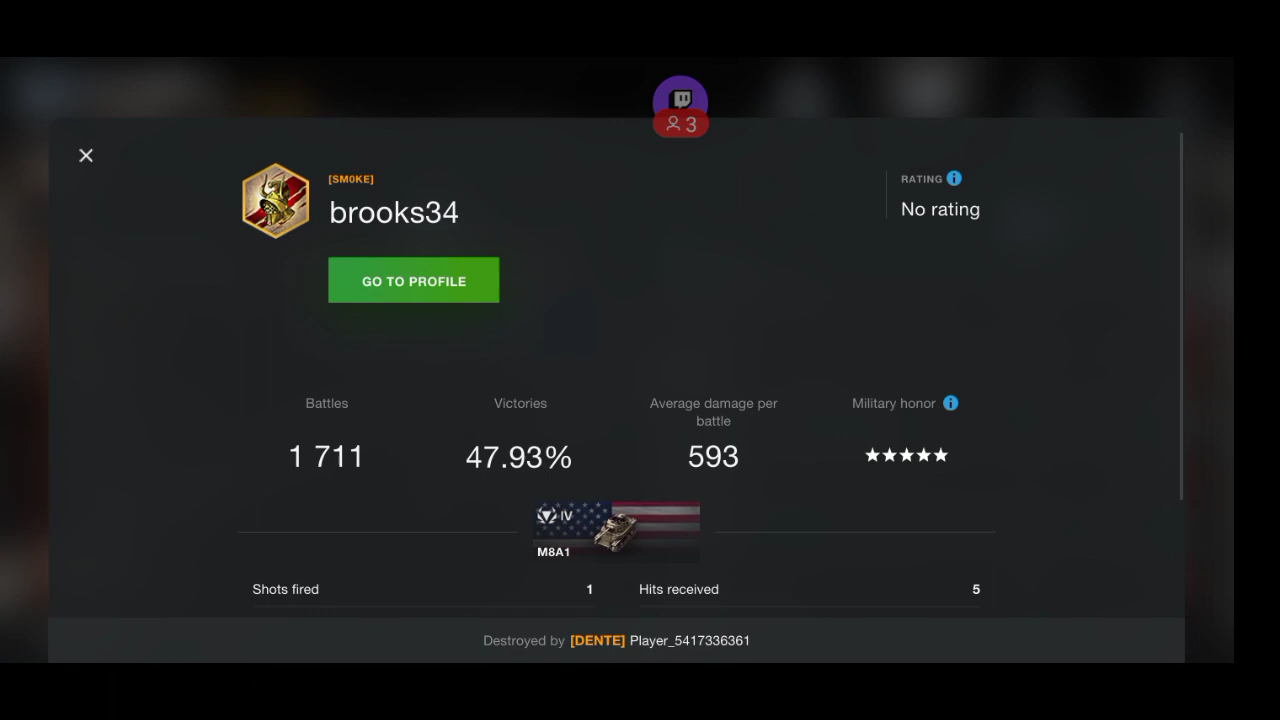 3
[SM0KE]
brooks34
RATING
No rating
GO TO PROFILE
Battles
Victories
Average damage per
battle
Military honor
1 711
47.93%
593
IV
M8A1
Shots fired
1
Hits received
5
Destroyed by [DENTE] Player_5417336361